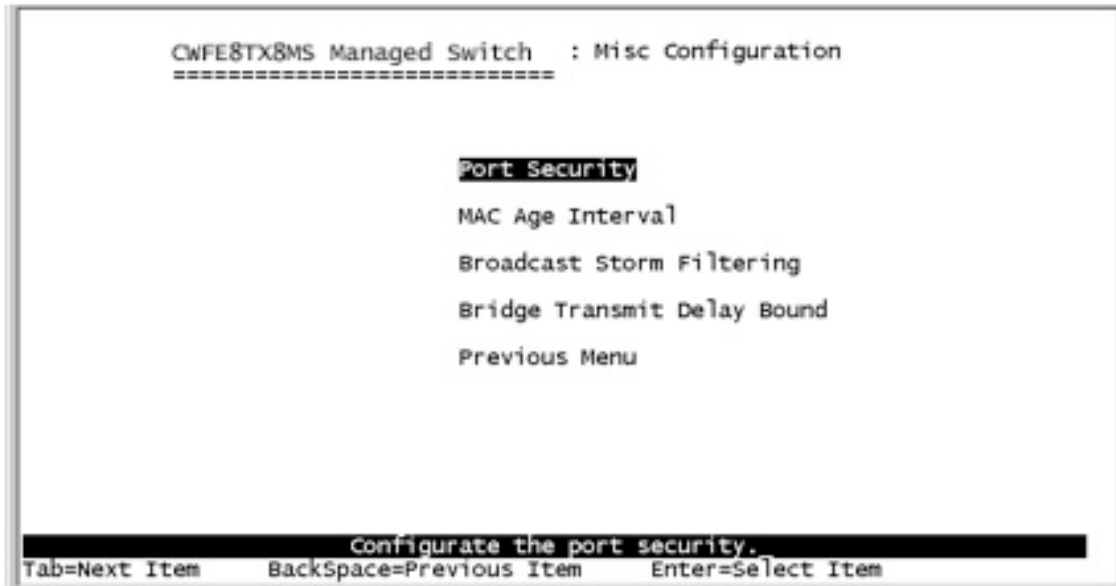 CWFE8TX8MS Managed Switch : Misc Configuration
============================
Port Security
MAC Age Interval
Broadcast Storm Filtering
Bridge Transmit Delay Bound
Previous Menu
Configurate the port security._
Tab=Next Item BackSpace=Previous Item Enter=Select Item